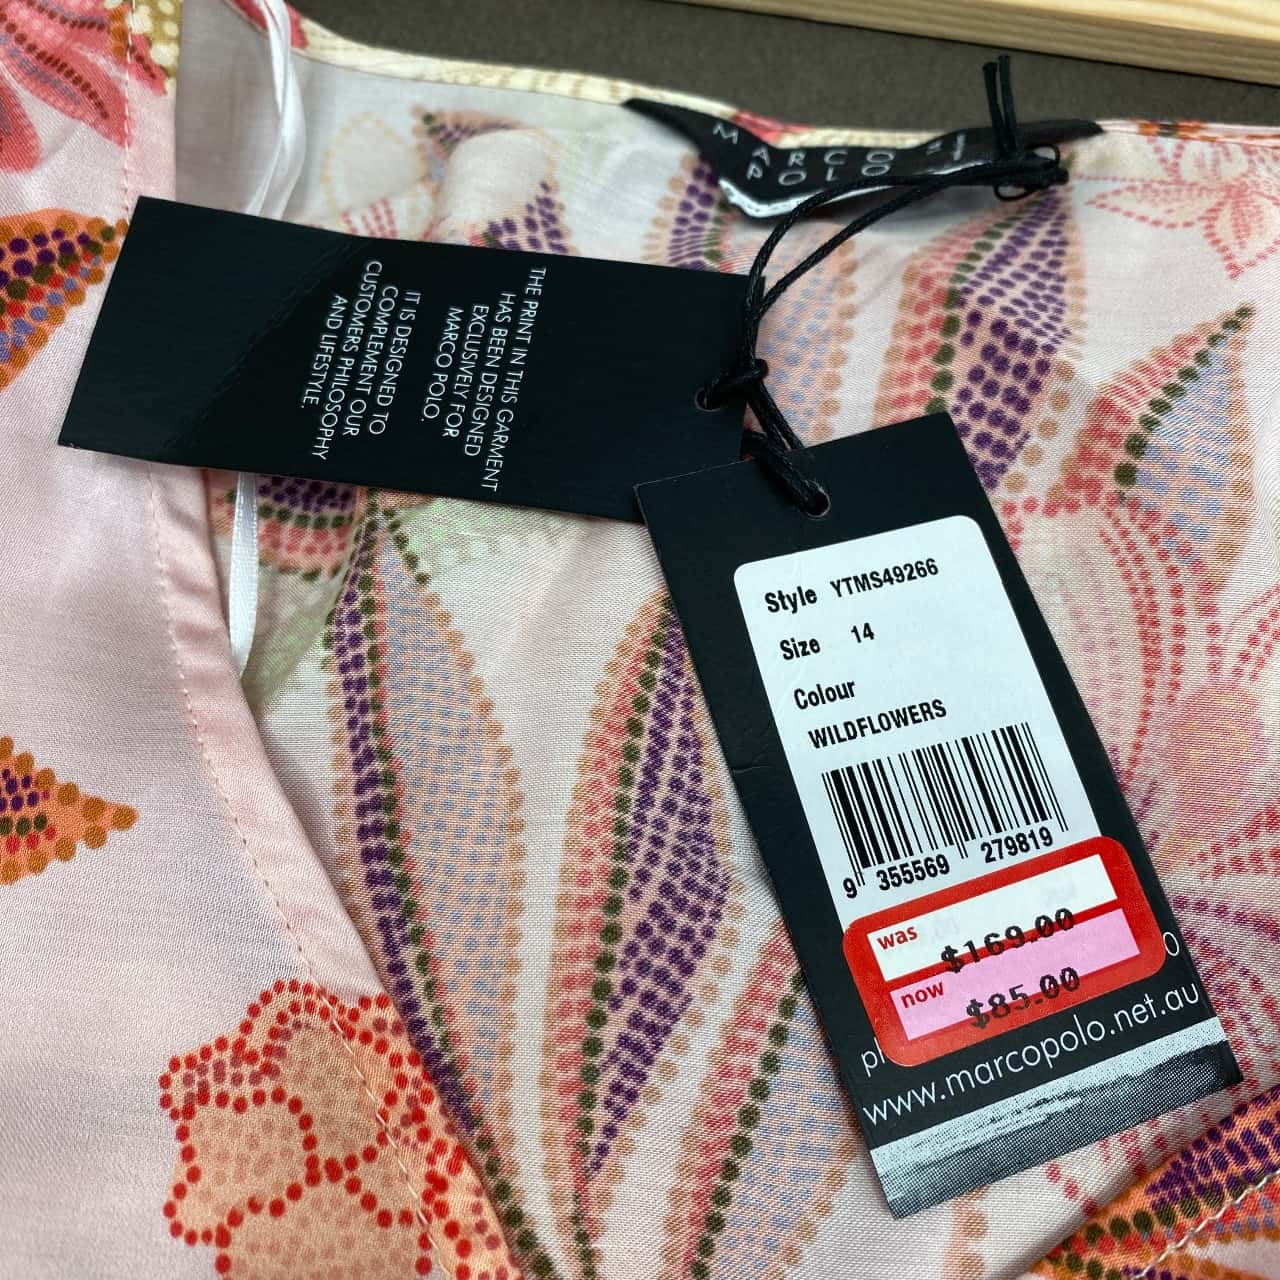 MARCO
POLO
14
THE PRINT IN THIS GARMENT
HAS BEEN DESIGNED
EXCLUSIVELY FOR
MARCO POLO.
IT IS DESIGNED TO
COMPLEMENT OUR
CUSTOMERS PHILOSOPHY
AND LIFESTYLE.
Style YTMS49266
Size 14
Colour
WILDFLOWERS
9 355569 279819
was $169.00
now $85.00
www.marcopolo.net.au